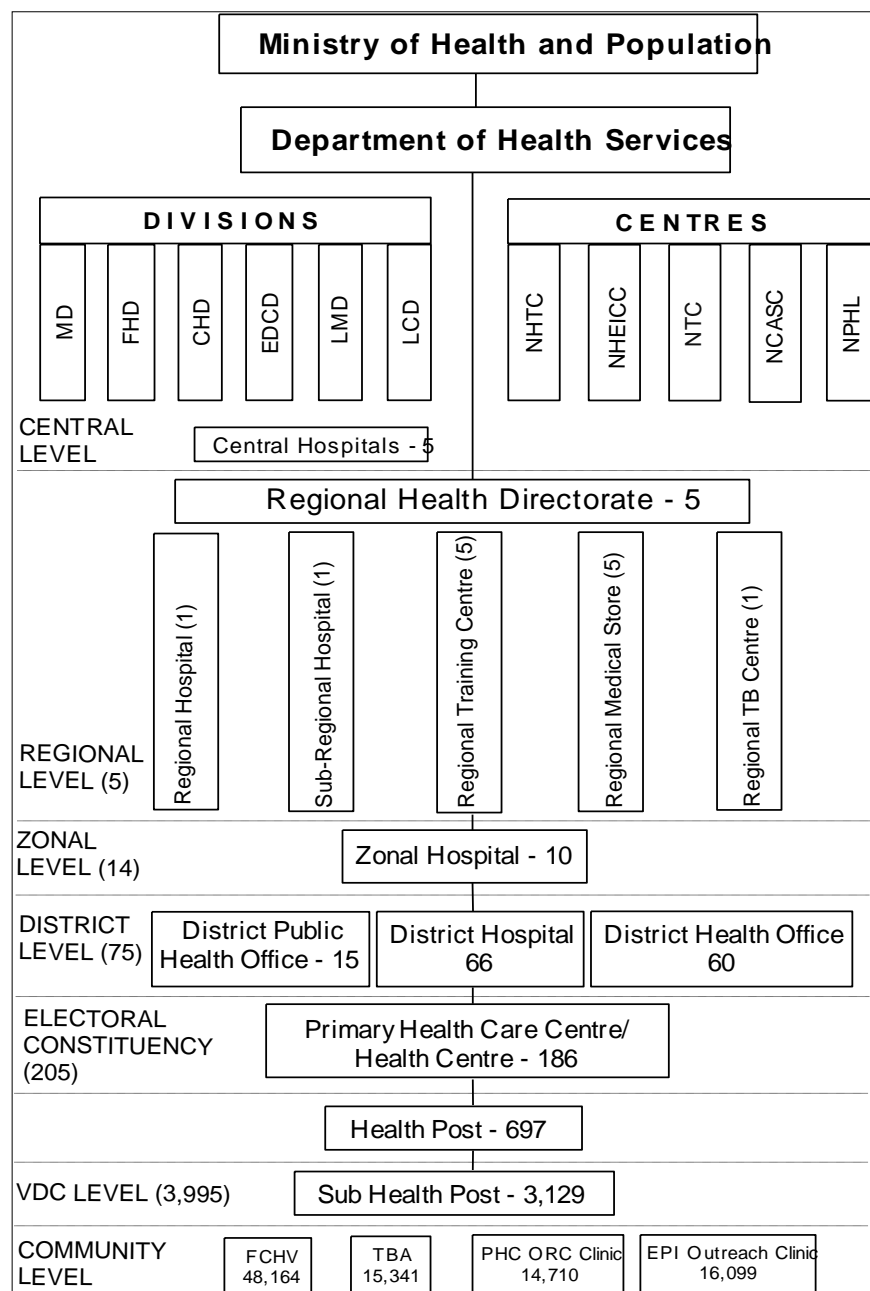 Ministry of Health and Population
Department of Health Services
DIVISIONS
CENTRES
MD
FHD
CHD
EDCD
LMD
LCD
NHTC
NHEICC
NTC
NCASC
NPHL
CENTRAL
LEVEL
Central Hospitals - 5
Regional Health Directorate - 5
Regional Hospital (1)
Sub-Regional Hospital (1)
Regional Training Centre (5)
Regional Medical Store (5)
Regional TB Centre (1)
REGIONAL
LEVEL (5)
ZONAL
LEVEL (14)
Zonal Hospital - 10
DISTRICT
LEVEL (75)
District Public
Health Office - 15
District Hospital
66
District Health Office
60
ELECTORAL
CONSTITUENCY
(205)
Primary Health Care Centre/
Health Centre - 186
Health Post - 697
VDC LEVEL (3,995)
Sub Health Post - 3,129
COMMUNITY
LEVEL
FCHV
48,164
TBA
15,341
PHC ORC Clinic
14,710
EPI Outreach Clinic
16,099